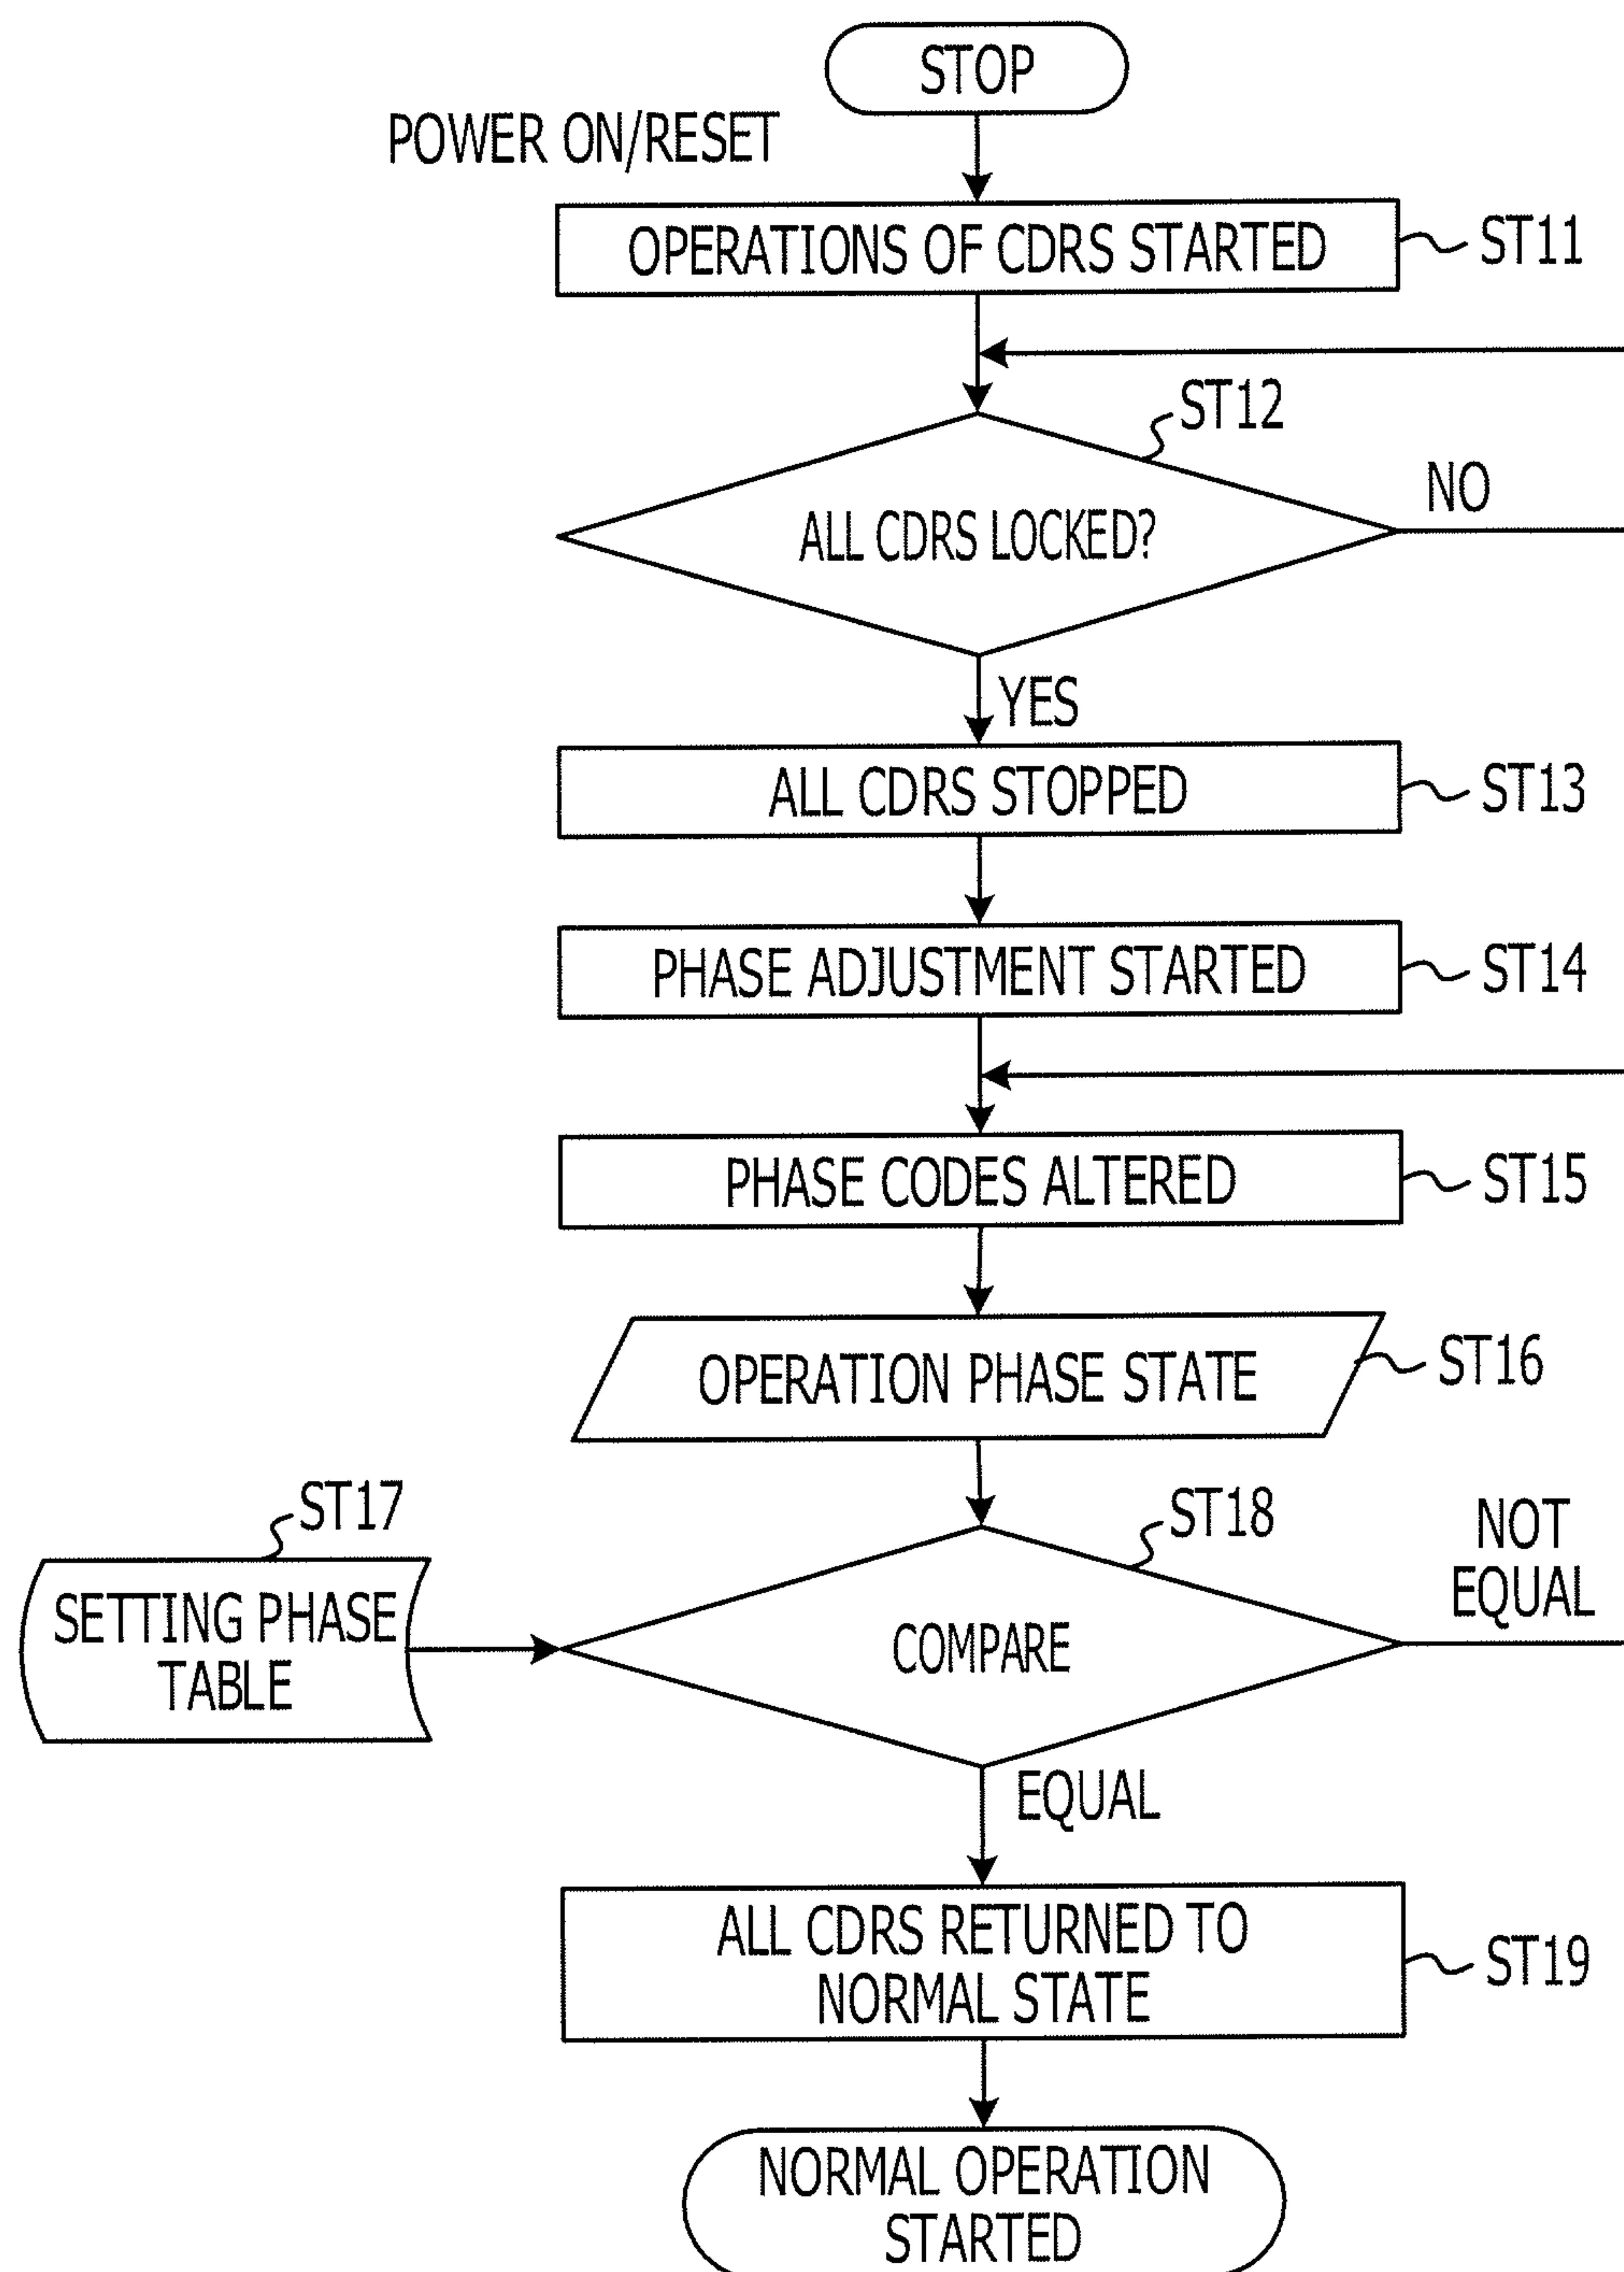 STOP
POWER ON/RESET
OPERATIONS OF CDRS STARTED
ST11
ST12
NO
ALL CDRS LOCKED?
YES
ALL CDRS STOPPED
ST13
PHASE ADJUSTMENT STARTED
ST14
PHASE CODES ALTERED
ST15
OPERATION PHASE STATE
ST16
ST17
ST18
NOT
EQUAL
SETTING PHASE
TABLE
COMPARE
EQUAL
ALL CDRS RETURNED TO
NORMAL STATE
ST19
NORMAL OPERATION
STARTED